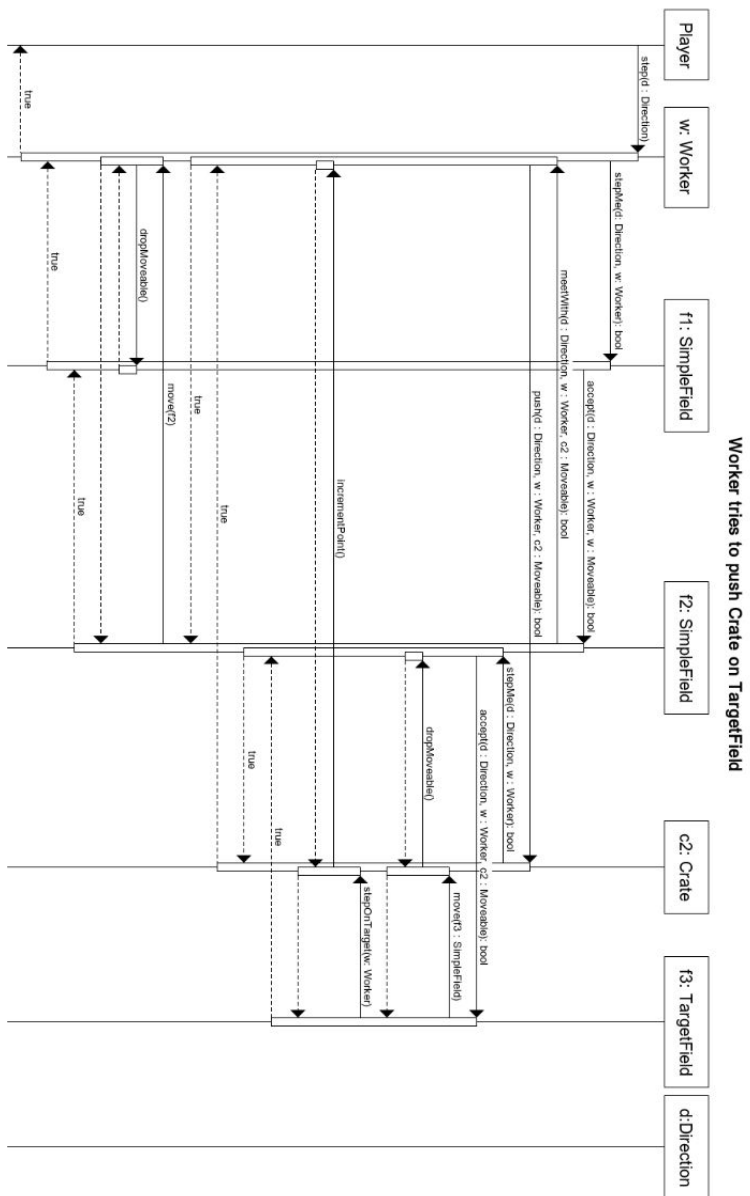 Worker tries to push Crate on TargetField
Player
w: Worker
f1: SimpleField
f2: SimpleField
c2: Crate
f3: TargetField
d:Direction
step(d : Direction)
stepMe(d: Direction, w: Worker): bool
accept(d : Direction, w : Worker, w : Moveable): bool
meetWith(d : Direction, w : Worker, c2 : Moveable): bool
push(d : Direction, w : Worker, c2 : Moveable): bool
stepMe(d : Direction, w : Worker): bool
accept(d : Direction, w : Worker, c2 : Moveable): bool
move(f3 : SimpleField)
dropMoveable()
stepOnTarget(w: Worker)
incrementPoint()
true
true
true
true
move(f2)
dropMoveable()
true
true
true